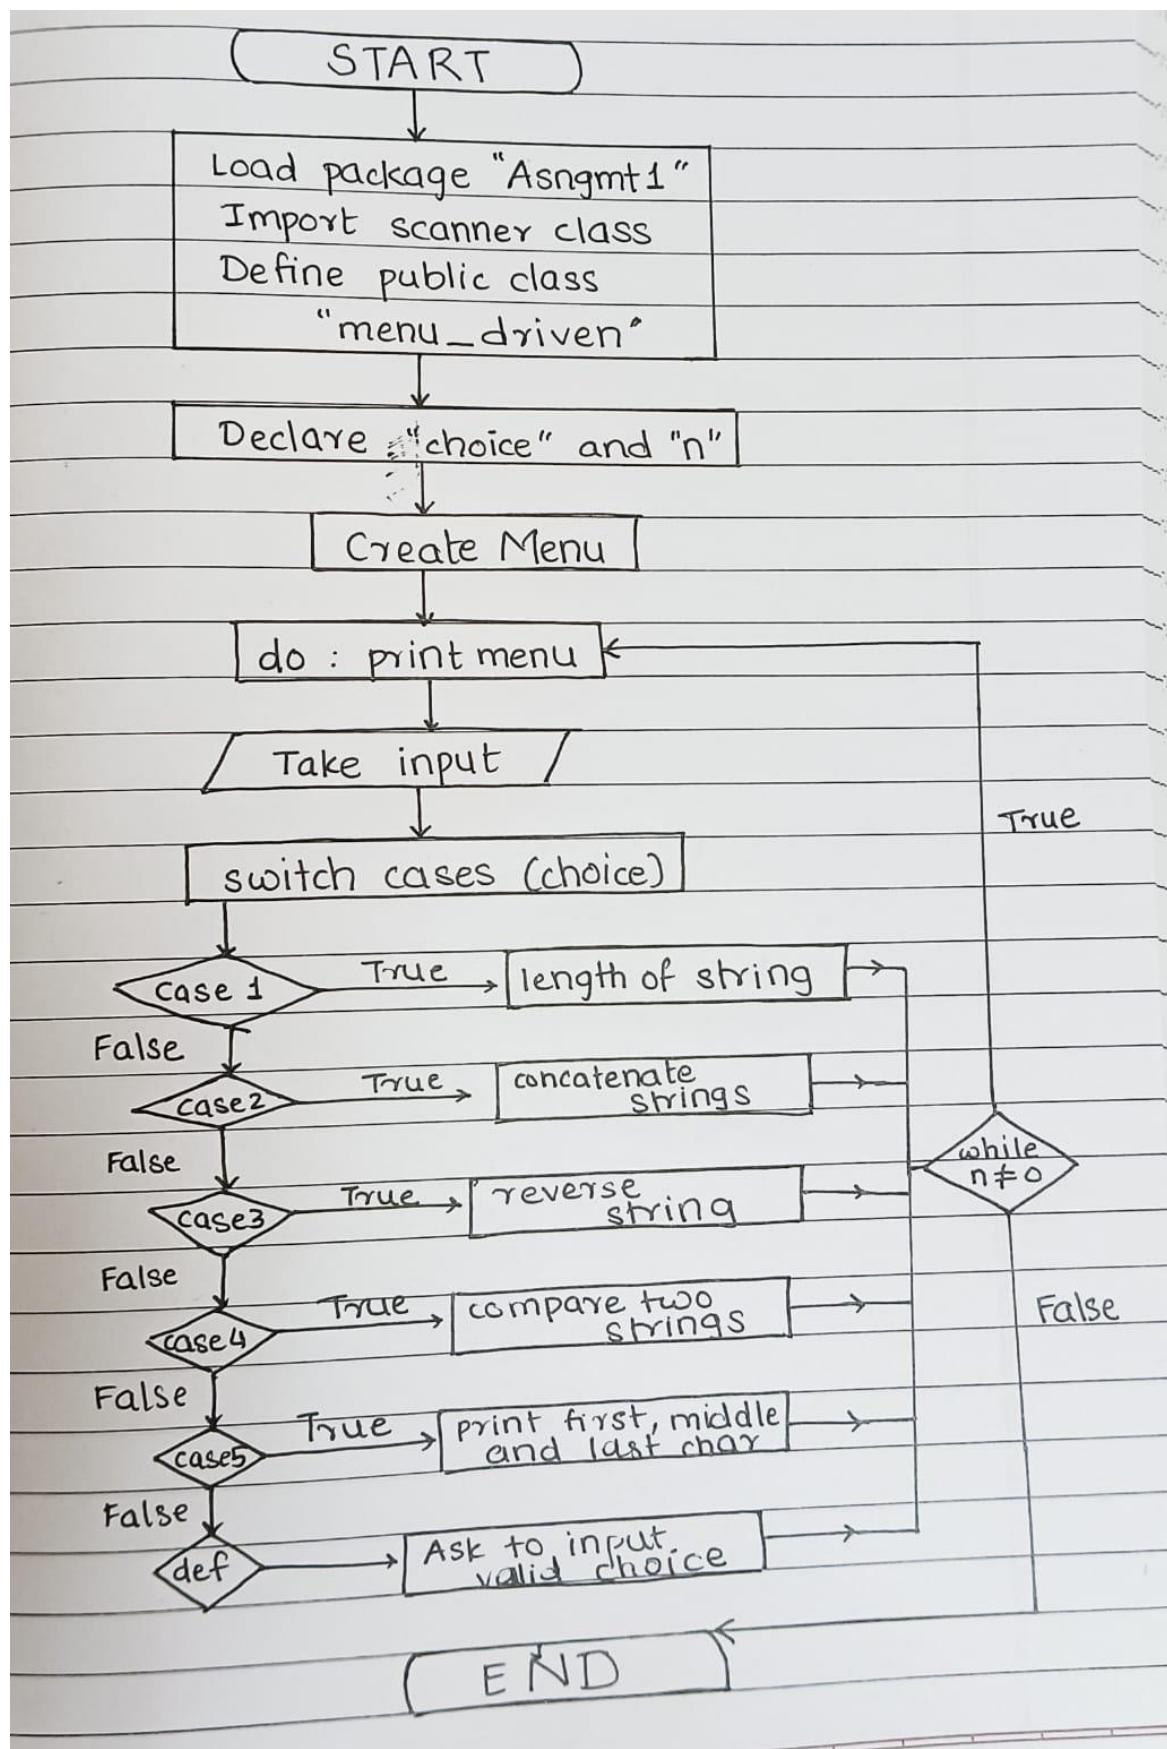 START
Load package "Asngmt1"
Import scanner class
Define public class
"menu_driven"
Declare "choice" and "n"
Create Menu
do : print menu
Take input
True
switch cases (choice)
case 1
True
length of string
False
case2
True
concatenate
strings
while
n≠0
False
case3
True
reverse
string
False
case4
True
compare two
strings
False
False
case5
True
print first, middle
and last char
False
def
Ask to input
valid choice
END